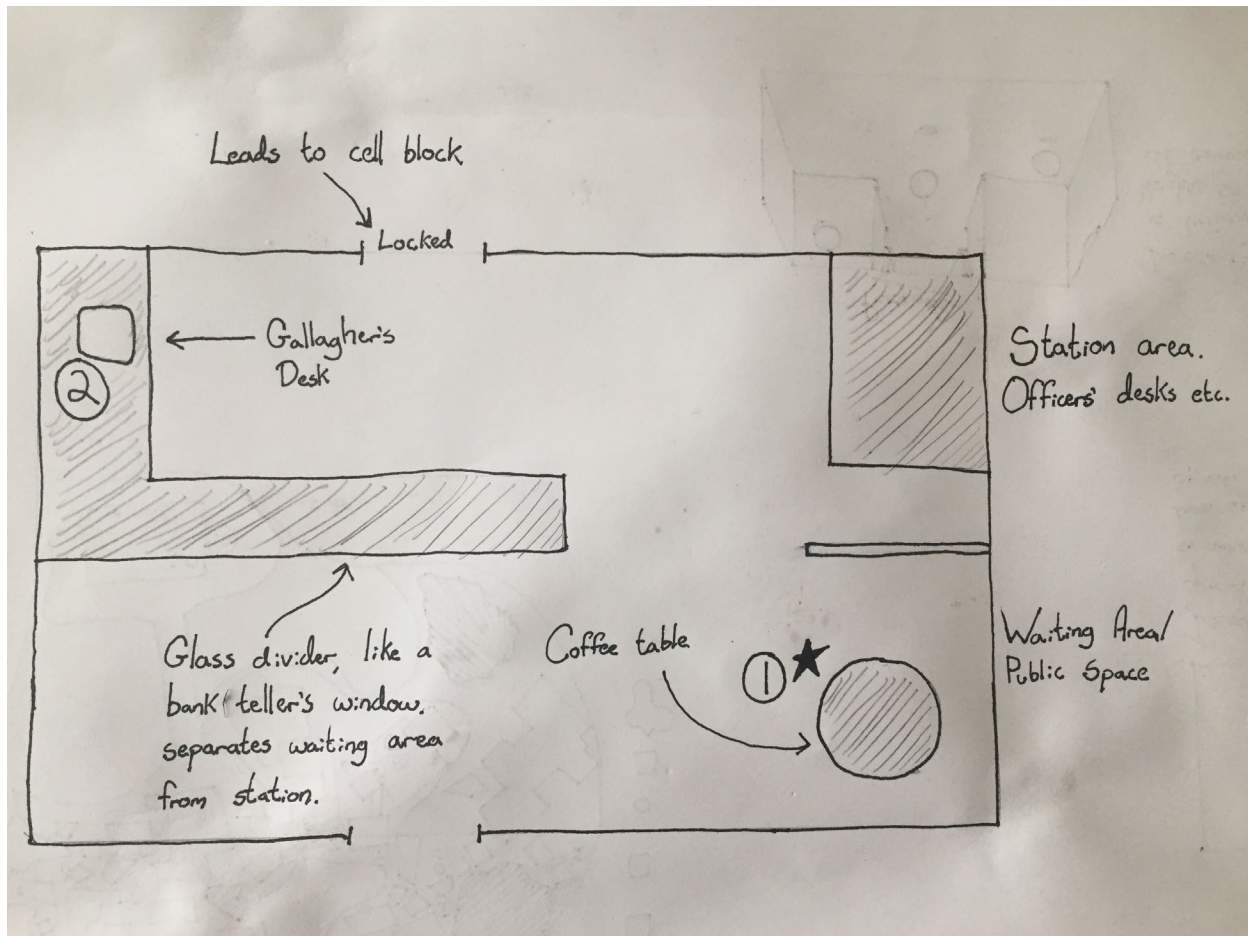 Leads to cell block
Locked
Gallagher's
Desk
2
Station area.
Officers' desks etc.
Glass divider, like a
bank teller's window.
separates waiting area
from station.
Coffee table
1
Waiting Area/
Public Space